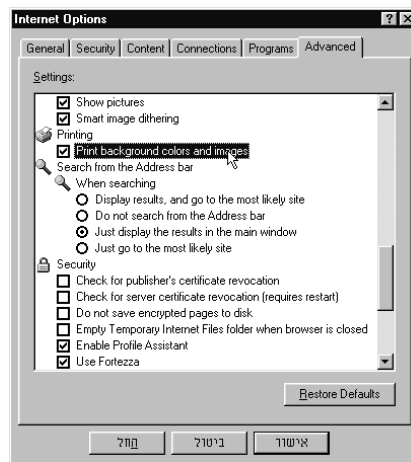 Internet Options
General Security Content Connections Programs Advanced
Settings:
Show pictures
Smart image dithering
Printing
Print background colors and images
Search from the Address bar
When searching
Display results, and go to the most likely site
Do not search from the Address bar
Just display the results in the main window
Just go to the most likely site
Security
Check for publisher's certificate revocation
Check for server certificate revocation (requires restart)
Do not save encrypted pages to disk
Empty Temporary Internet Files folder when browser is closed
Enable Profile Assistant
Use Fortezza
Restore Defaults
אישור ביטול החל